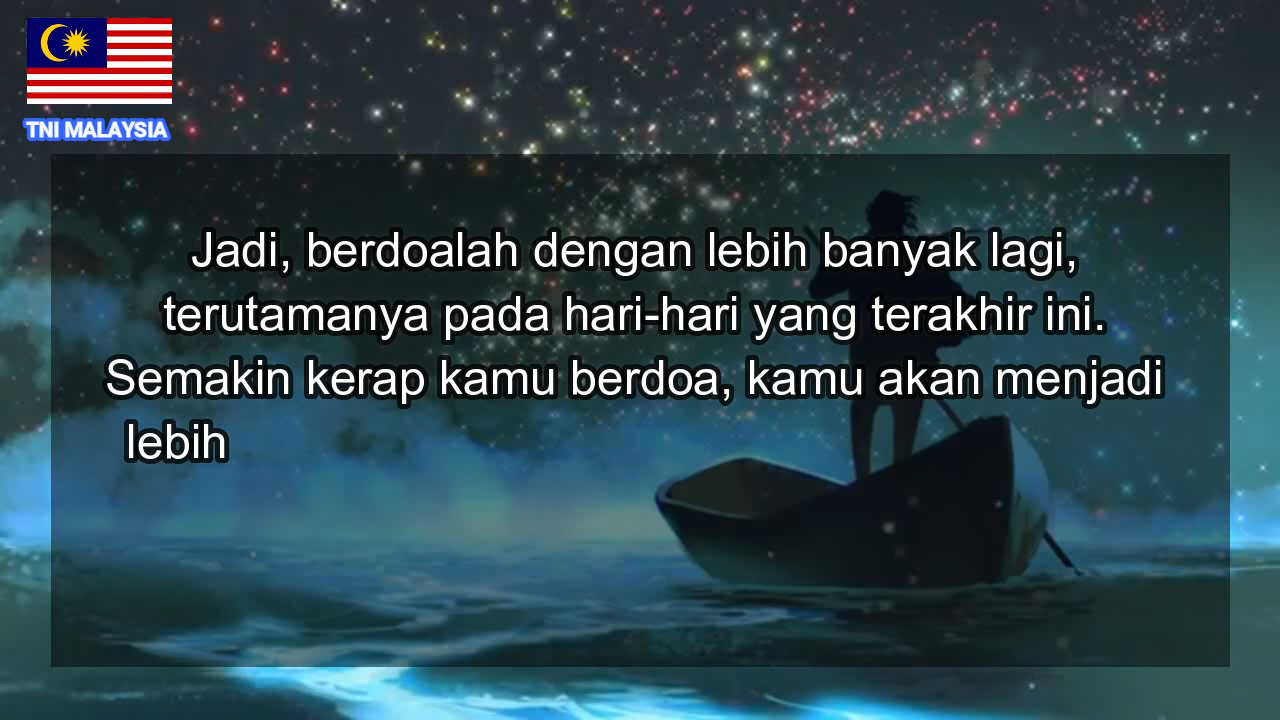 TNI MALAYSIA
Jadi, berdoalah dengan lebih banyak lagi,
terutamanya pada hari-hari yang terakhir ini.
Semakin kerap kamu berdoa, kamu akan menjadi
lebih